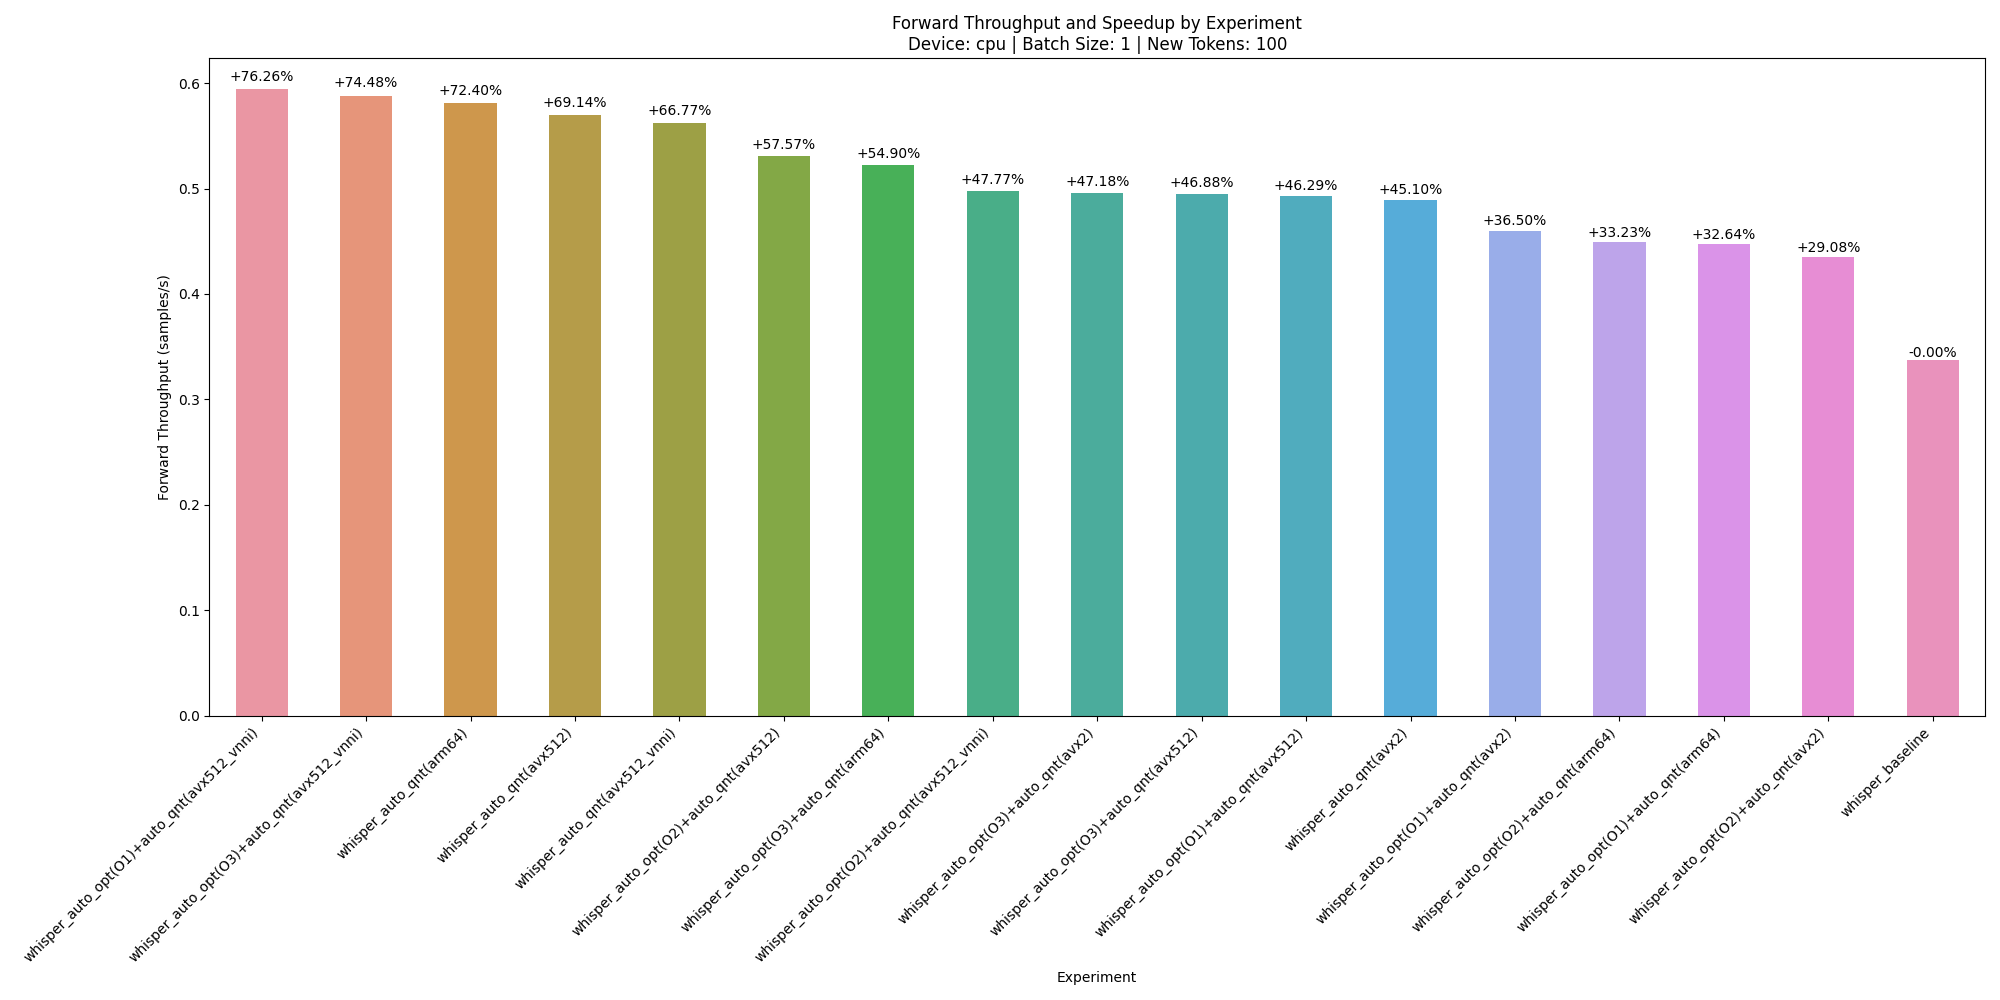 Forward Throughput and Speedup by Experiment
Device: cpu | Batch Size: 1 | New Tokens: 100
Forward Throughput (samples/s)
0.6
0.5
0.4
0.3
0.2
0.1
0.0
+76.26%
+74.48%
+72.40%
+69.14%
+66.77%
+57.57%
+54.90%
+47.77%
+47.18%
+46.88%
+46.29%
+45.10%
+36.50%
+33.23%
+32.64%
+29.08%
-0.00%
whisper_auto_opt(O1)+auto_qnt(avx512_vnni)
whisper_auto_opt(O3)+auto_qnt(avx512_vnni)
whisper_auto_qnt(arm64)
whisper_auto_qnt(avx512)
whisper_auto_qnt(avx512_vnni)
whisper_auto_opt(O2)+auto_qnt(avx512)
whisper_auto_opt(O3)+auto_qnt(arm64)
whisper_auto_opt(O2)+auto_qnt(avx512_vnni)
whisper_auto_opt(O3)+auto_qnt(avx2)
whisper_auto_opt(O3)+auto_qnt(avx512)
whisper_auto_opt(O1)+auto_qnt(avx512)
whisper_auto_qnt(avx2)
whisper_auto_opt(O1)+auto_qnt(avx2)
whisper_auto_opt(O2)+auto_qnt(arm64)
whisper_auto_opt(O1)+auto_qnt(arm64)
whisper_auto_opt(O2)+auto_qnt(avx2)
whisper_baseline
Experiment